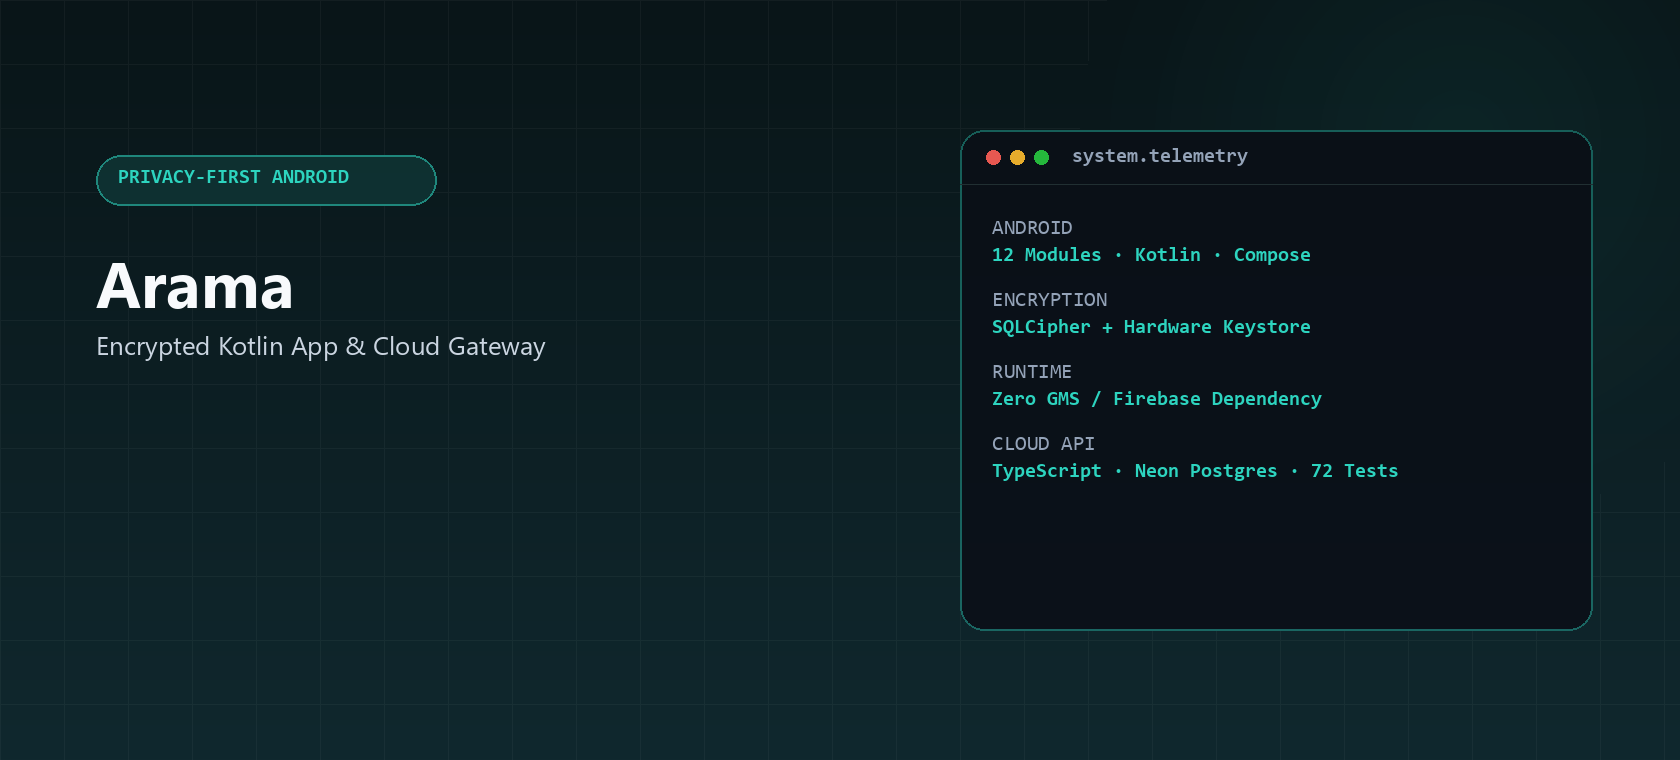 PRIVACY-FIRST ANDROID
Arama
Encrypted Kotlin App & Cloud Gateway
system.telemetry
ANDROID
12 Modules · Kotlin · Compose
ENCRYPTION
SQLCipher + Hardware Keystore
RUNTIME
Zero GMS / Firebase Dependency
CLOUD API
TypeScript · Neon Postgres · 72 Tests